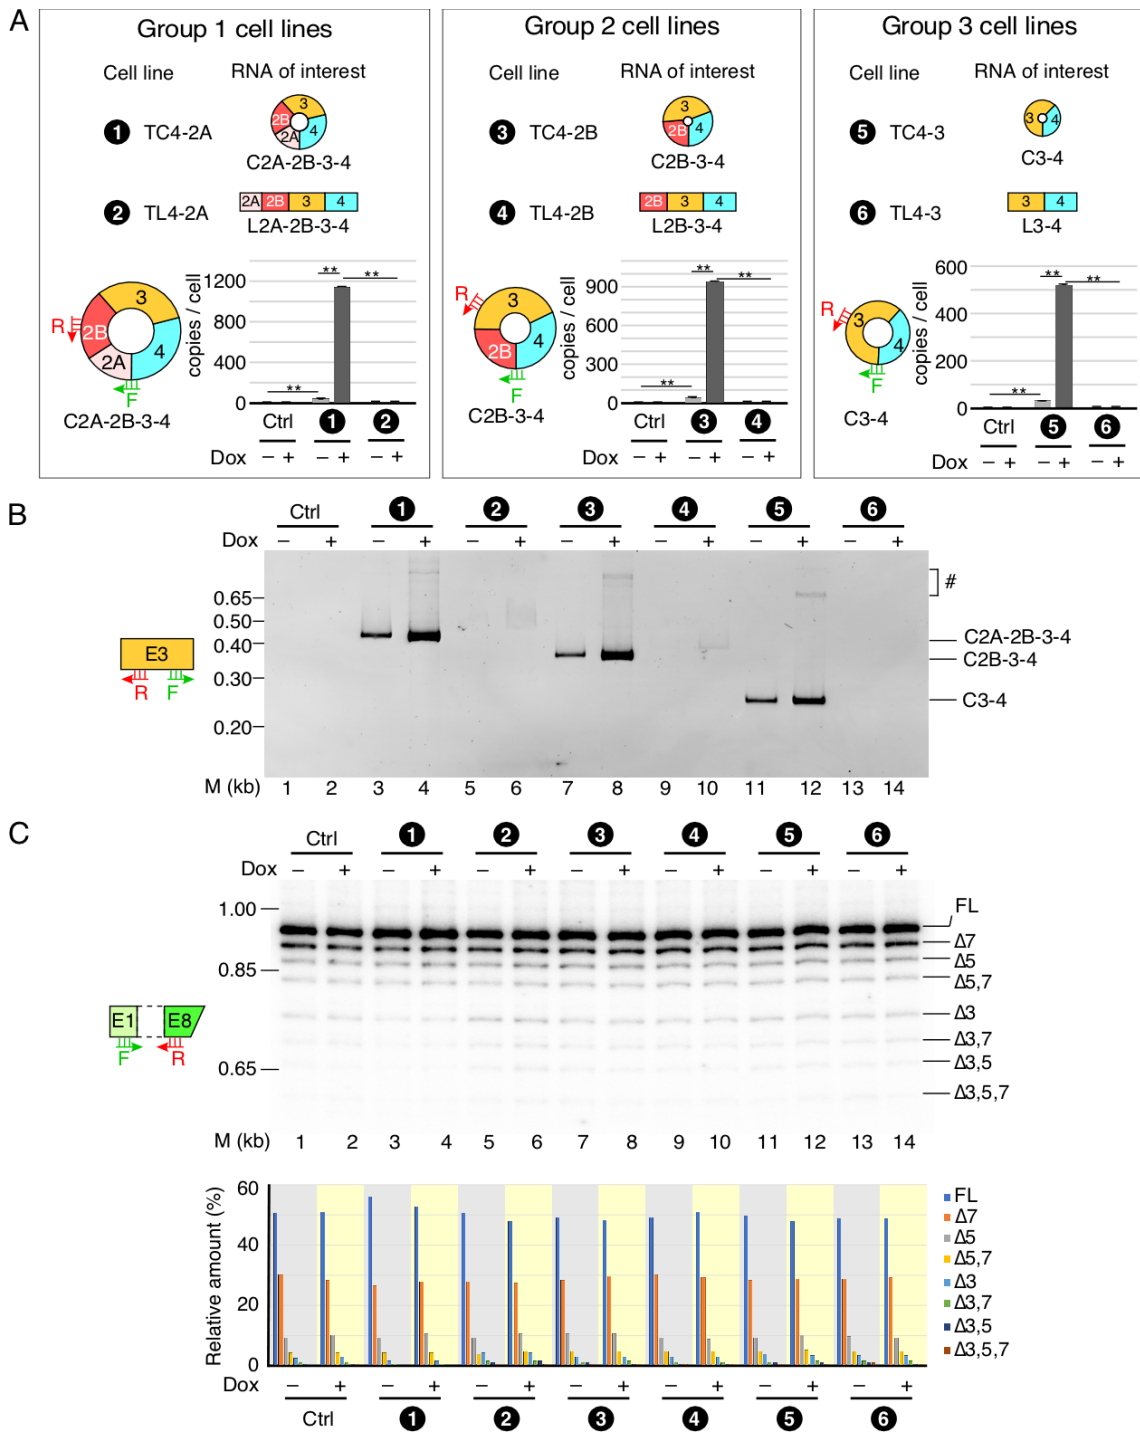 A
Group 1 cell lines
Cell line RNA of interest
1 TC4-2A
3 2B 2A 4
C2A-2B-3-4
2 TL4-2A
2A 2B 3 4
L2A-2B-3-4
R 3 2B 2A 4 F
C2A-2B-3-4
copies / cell
1200
800
400
0
** ** **
Ctrl 1 2
Dox – + – + – +
Group 2 cell lines
Cell line RNA of interest
3 TC4-2B
3 2B 4
C2B-3-4
4 TL4-2B
2B 3 4
L2B-3-4
R 3 2B 4 F
C2B-3-4
copies / cell
900
600
300
0
** ** **
Ctrl 3 4
Dox – + – + – +
Group 3 cell lines
Cell line RNA of interest
5 TC4-3
3 4
C3-4
6 TL4-3
3 4
L3-4
R 3 4 F
C3-4
copies / cell
600
400
200
0
** ** **
Ctrl 5 6
Dox – + – + – +
B
Ctrl 1 2 3 4 5 6
Dox – + – + – + – + – + – + – +
0.65
0.50
0.40
0.30
0.20
#
C2A-2B-3-4
C2B-3-4
C3-4
E3
R F
M (kb) 1 2 3 4 5 6 7 8 9 10 11 12 13 14
C
Ctrl 1 2 3 4 5 6
Dox – + – + – + – + – + – + – +
1.00
0.85
0.65
FL
Δ7
Δ5
Δ5,7
Δ3
Δ3,7
Δ3,5
Δ3,5,7
E1 E8
F R
M (kb) 1 2 3 4 5 6 7 8 9 10 11 12 13 14
Relative amount (%)
60
40
20
0
FL
Δ7
Δ5
Δ5,7
Δ3
Δ3,7
Δ3,5
Δ3,5,7
Dox – + – + – + – + – + – + – +
Ctrl 1 2 3 4 5 6